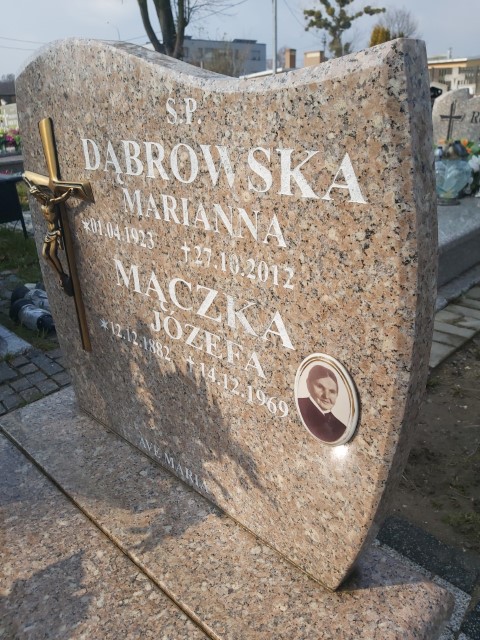 S.P.
DĄBROWSKA
MARIANNA
*01.04.1923 †27.10.2012
MĄCZKA
JÓZEFA
*12.12.1882 †14.12.1969
AVE MARIA